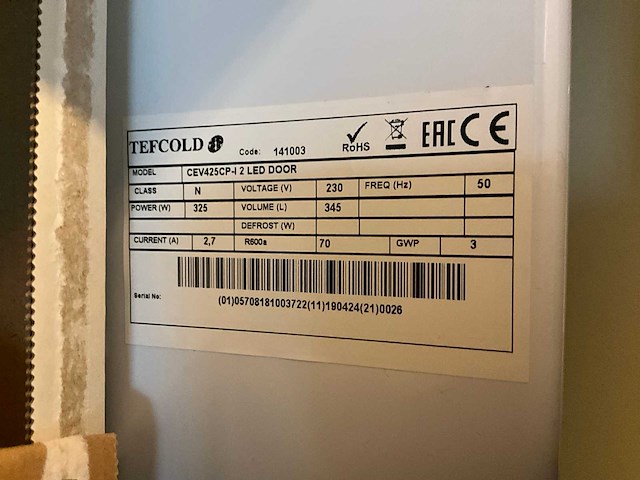 TEFCOLD
Code: 141003
RoHS
EAC CE
MODEL CEV425CP-I 2 LED DOOR
CLASS N VOLTAGE (V) 230 FREQ (Hz) 50
POWER (W) 325 VOLUME (L) 345
DEFROST (W)
CURRENT (A) 2,7 R600a 70 GWP 3
Serial No:
(01)05708181003722(11)190424(21)0026